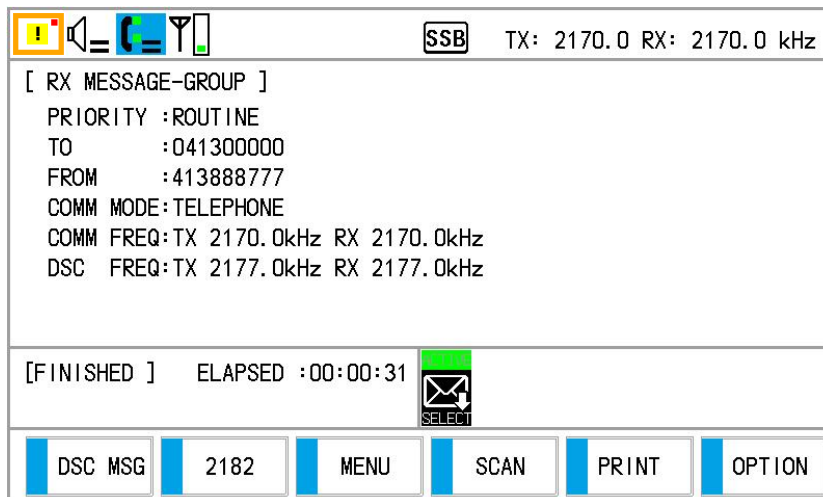 ! SSB TX: 2170.0 RX: 2170.0 kHz
[ RX MESSAGE-GROUP ]
PRIORITY :ROUTINE
TO :041300000
FROM :413888777
COMM MODE:TELEPHONE
COMM FREQ:TX 2170.0kHz RX 2170.0kHz
DSC FREQ:TX 2177.0kHz RX 2177.0kHz
[FINISHED ] ELAPSED :00:00:31
SELECT
DSC MSG 2182 MENU SCAN PRINT OPTION